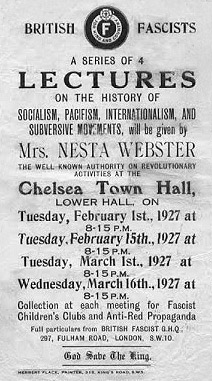 BRITISH F FASCISTS
A SERIES OF 4
LECTURES
ON THE HISTORY OF
SOCIALISM, PACIFISM, INTERNATIONALISM, AND
SUBVERSIVE MOVEMENTS, will be given by
Mrs. NESTA WEBSTER
THE WELL-KNOWN AUTHORITY ON REVOLUTIONARY
ACTIVITIES AT THE
Chelsea Town Hall,
LOWER HALL, ON
Tuesday, February 1st., 1927 at
8-15 P.M.
Tuesday, February 15th., 1927 at
8-15 P.M.
Tuesday, March 1st., 1927 at
8-15 P.M.
Wednesday, March 16th., 1927 at
8-15 P.M.
Collection at each meeting for Fascist
Children's Clubs and Anti-Red Propaganda
Full particulars from BRITISH FASCIST G.H.Q.,
297, FULHAM ROAD, LONDON, S.W.10.
God Save The King.
PRINTER, KING'S ROAD, S.W.3.